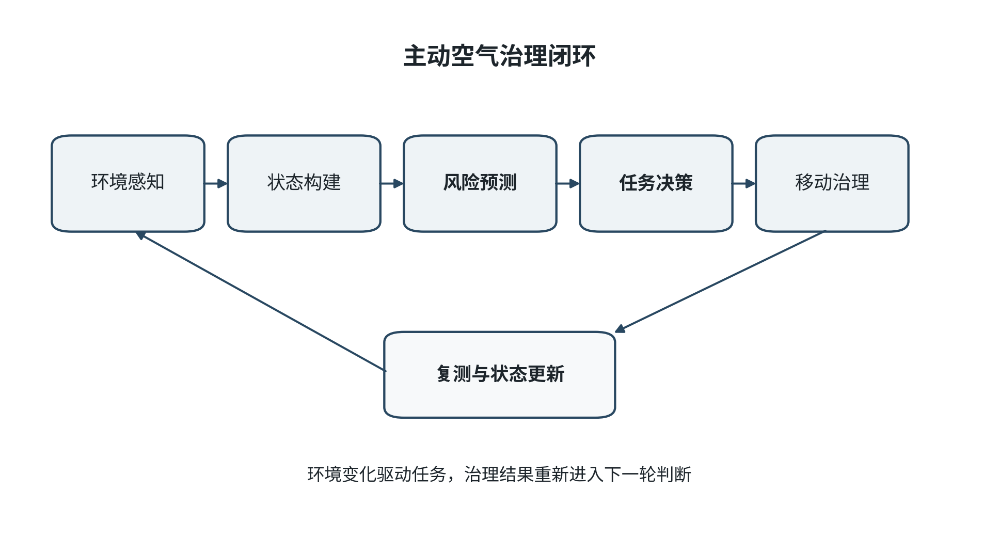 主动空气治理闭环
环境感知
状态构建
风险预测
任务决策
移动治理
复测与状态更新
环境变化驱动任务，治理结果重新进入下一轮判断